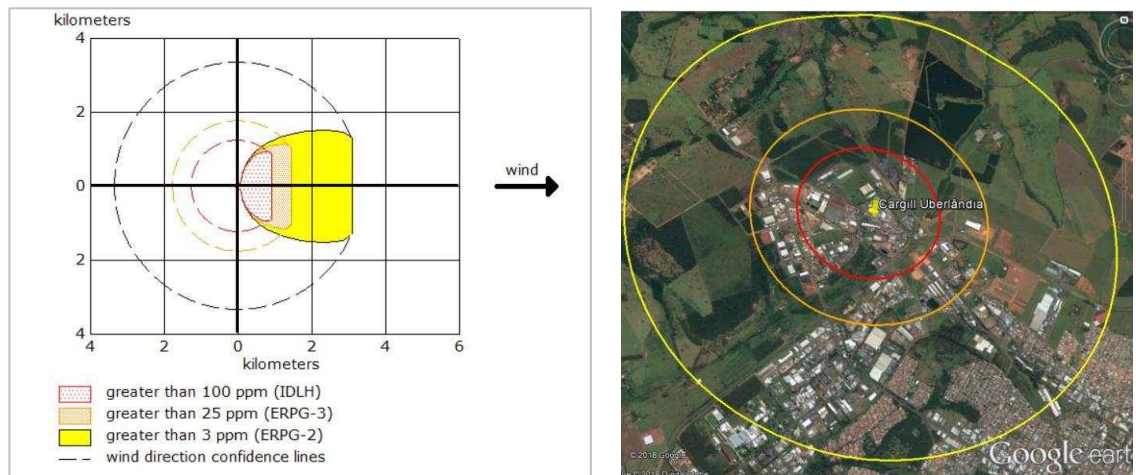 kilometers
4
2
0
2
4
4 2 0 2 4 6
kilometers
wind
greater than 100 ppm (IDLH)
greater than 25 ppm (ERPG-3)
greater than 3 ppm (ERPG-2)
wind direction confidence lines
N
Cargill Uberlândia
© 2018 Google
Google eart